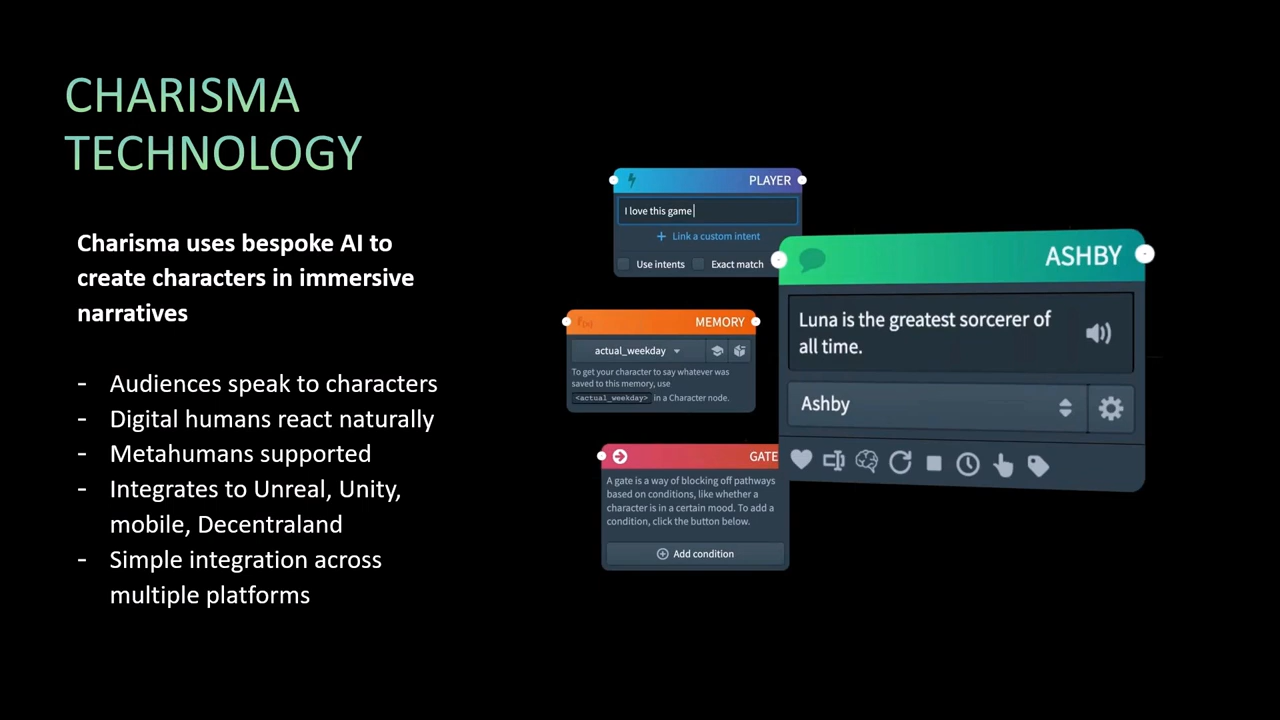 CHARISMA
TECHNOLOGY
Charisma uses bespoke AI to
create characters in immersive
narratives
- Audiences speak to characters
- Digital humans react naturally
- Metahumans supported
- Integrates to Unreal, Unity,
mobile, Decentraland
- Simple integration across
multiple platforms
PLAYER
I love this game
+ Link a custom intent
Use intents Exact match
ASHBY
Luna is the greatest sorcerer of
all time.
Ashby
f(x) MEMORY
actual_weekday
To get your character to say whatever was
saved to this memory, use
<actual_weekday> in a Character node.
GATE
A gate is a way of blocking off pathways
based on conditions, like whether a
character is in a certain mood. To add a
condition, click the button below.
Add condition